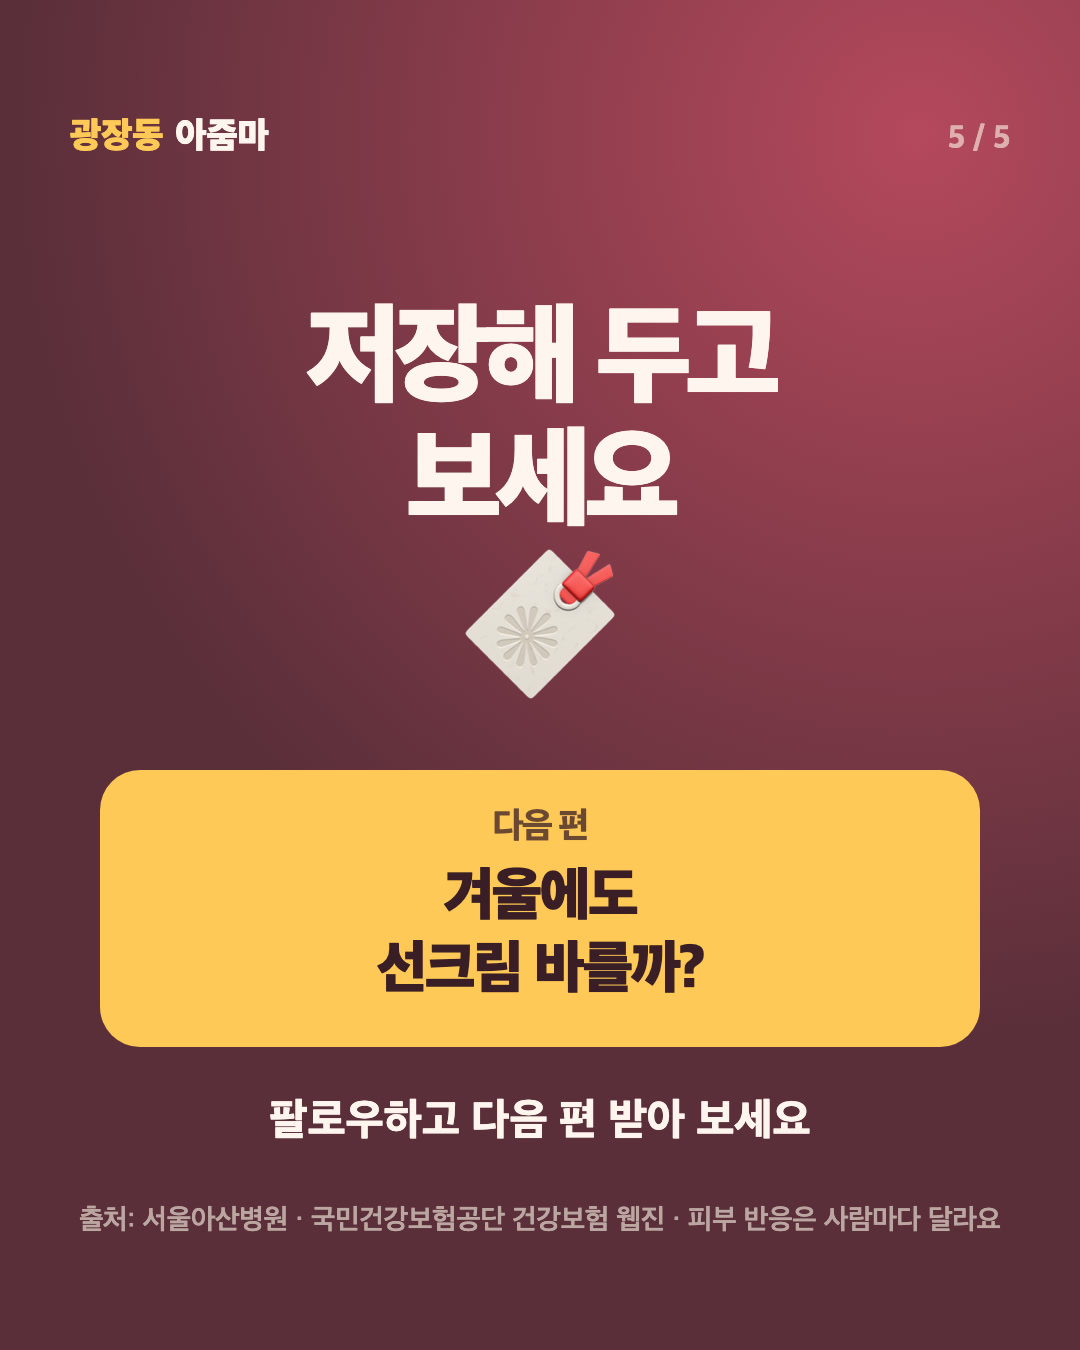 광장동 아줌마
5 / 5
저장해 두고
보세요
다음 편
겨울에도
선크림 바를까?
팔로우하고 다음 편 받아 보세요
출처: 서울아산병원 · 국민건강보험공단 건강보험 웹진 · 피부 반응은 사람마다 달라요